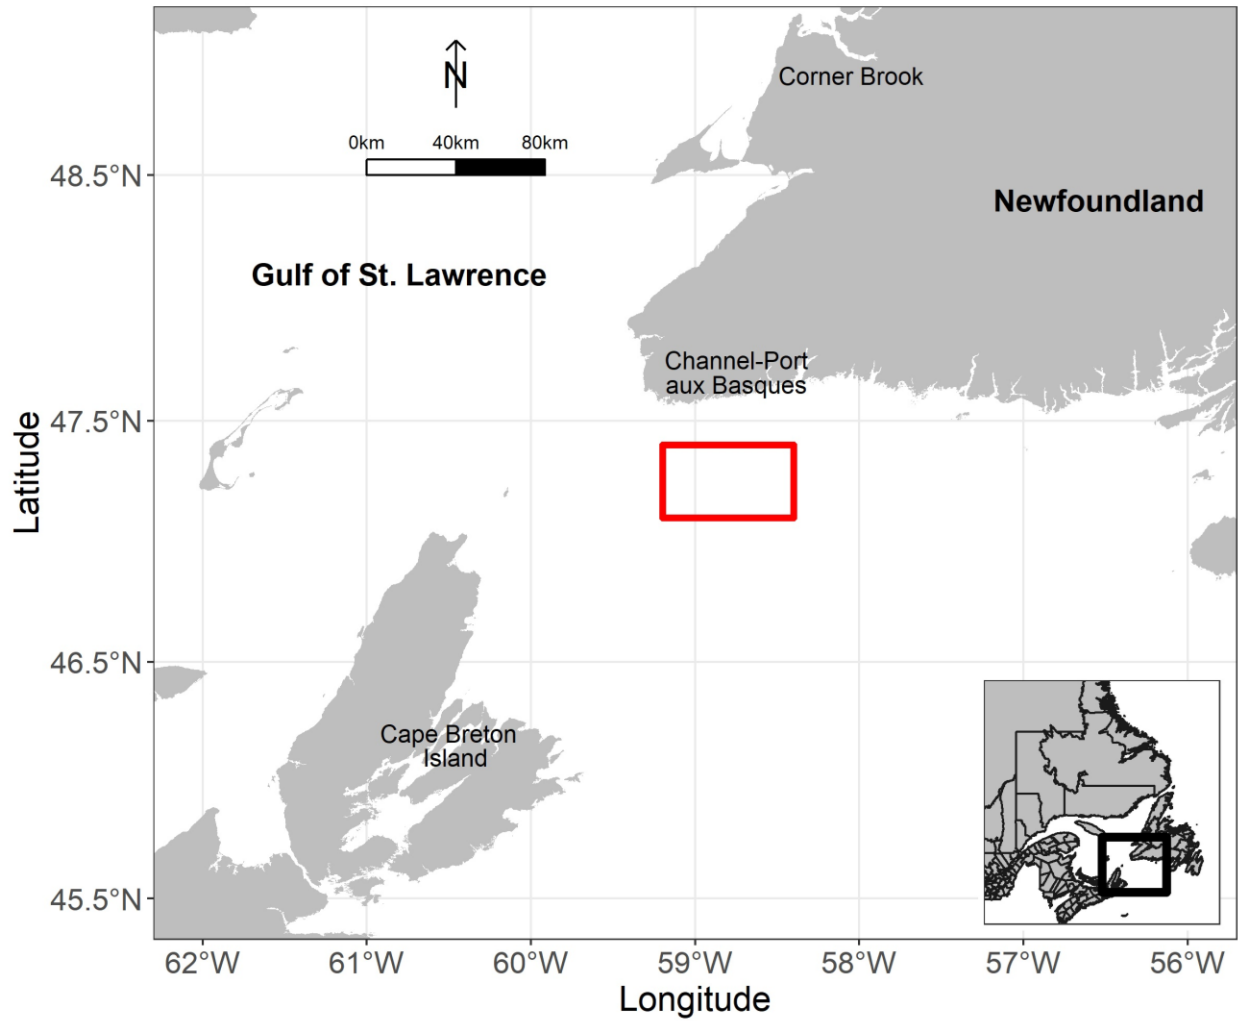 N
Corner Brook
0km 40km 80km
48.5°N
Newfoundland
Gulf of St. Lawrence
Channel-Port
aux Basques
47.5°N
Latitude
46.5°N
Cape Breton
Island
45.5°N
62°W 61°W 60°W 59°W 58°W 57°W 56°W
Longitude